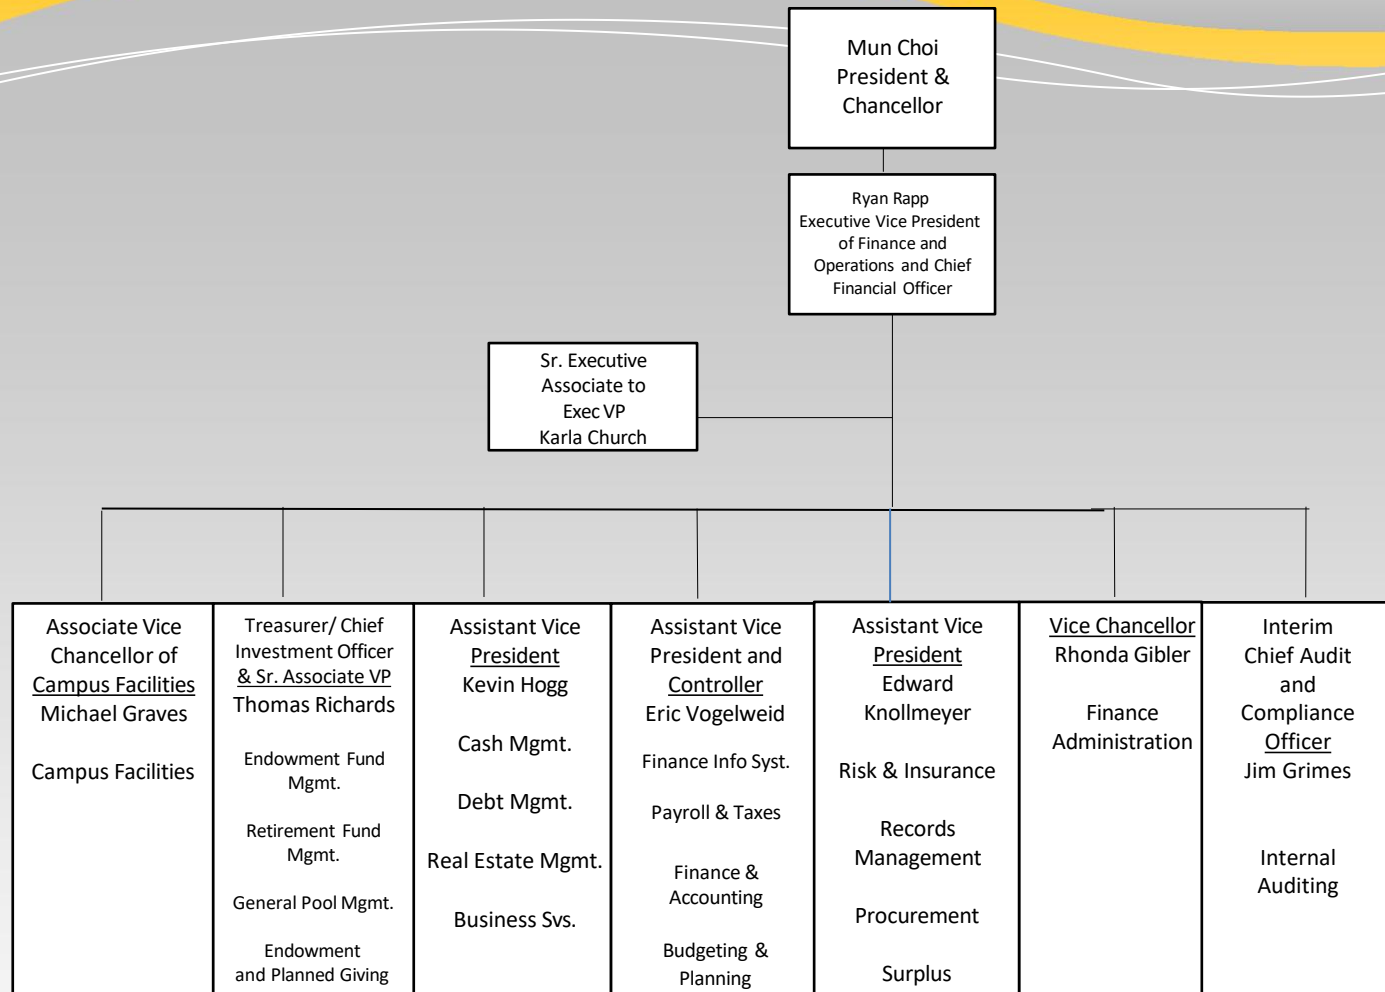 Mun Choi
President &
Chancellor
Ryan Rapp
Executive Vice President
of Finance and
Operations and Chief
Financial Officer
Sr. Executive
Associate to
Exec VP
Karla Church
Associate Vice
Chancellor of
Campus Facilities
Michael Graves
Campus Facilities
Treasurer/ Chief
Investment Officer
& Sr. Associate VP
Thomas Richards
Endowment Fund
Mgmt.
Retirement Fund
Mgmt.
General Pool Mgmt.
Endowment
and Planned Giving
Assistant Vice
President
Kevin Hogg
Cash Mgmt.
Debt Mgmt.
Real Estate Mgmt.
Business Svs.
Assistant Vice
President and
Controller
Eric Vogelweid
Finance Info Syst.
Payroll & Taxes
Finance &
Accounting
Budgeting &
Planning
Assistant Vice
President
Edward
Knollmeyer
Risk & Insurance
Records
Management
Procurement
Surplus
Vice Chancellor
Rhonda Gibler
Finance
Administration
Interim
Chief Audit
and
Compliance
Officer
Jim Grimes
Internal
Auditing